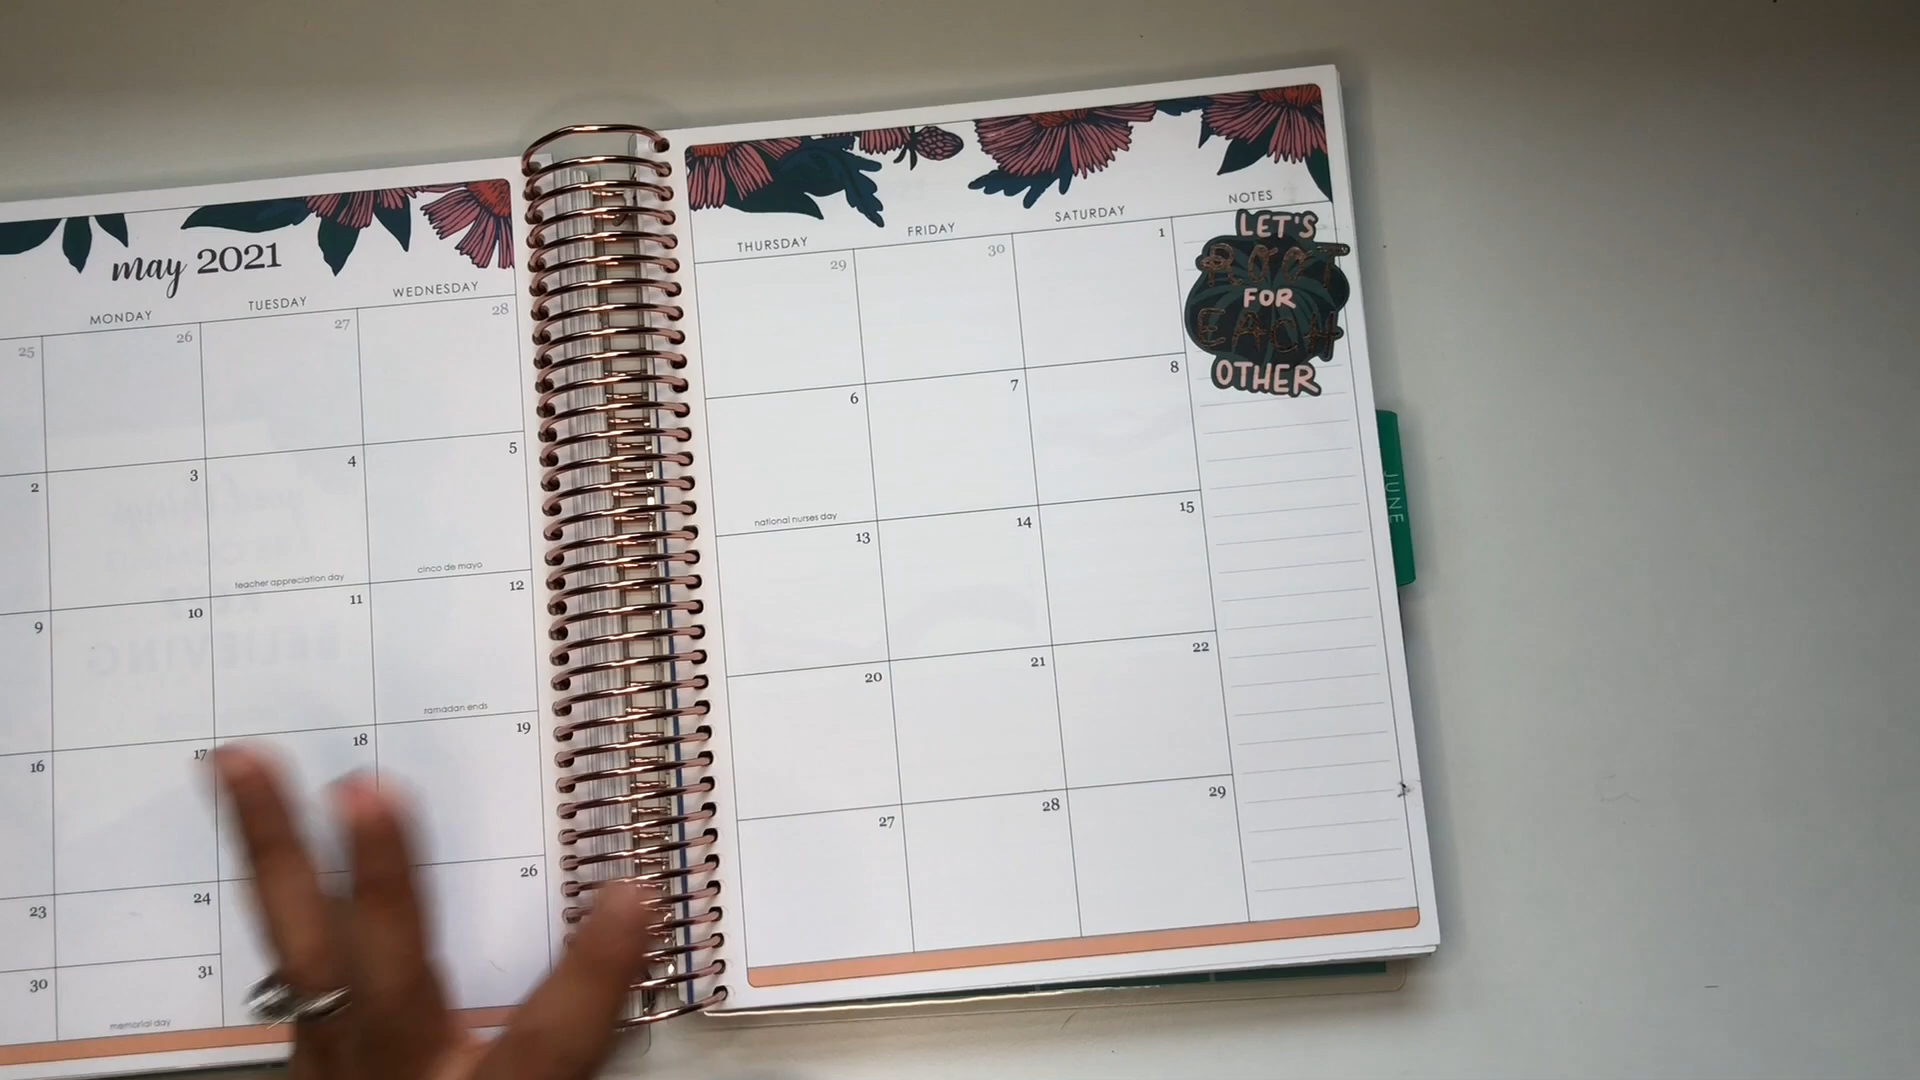 may 2021
MONDAY TUESDAY WEDNESDAY
25 26 27 28
2 3 4 5
teacher appreciation day cinco de mayo
9 10 11 12
ramadan ends
16 17 18 19
23 24 26
30 31
memorial day
THURSDAY FRIDAY SATURDAY NOTES
29 30 1
6 7 8
national nurses day
13 14 15
20 21 22
27 28 29
LET'S
ROOT
FOR
EACH
OTHER
JUNE